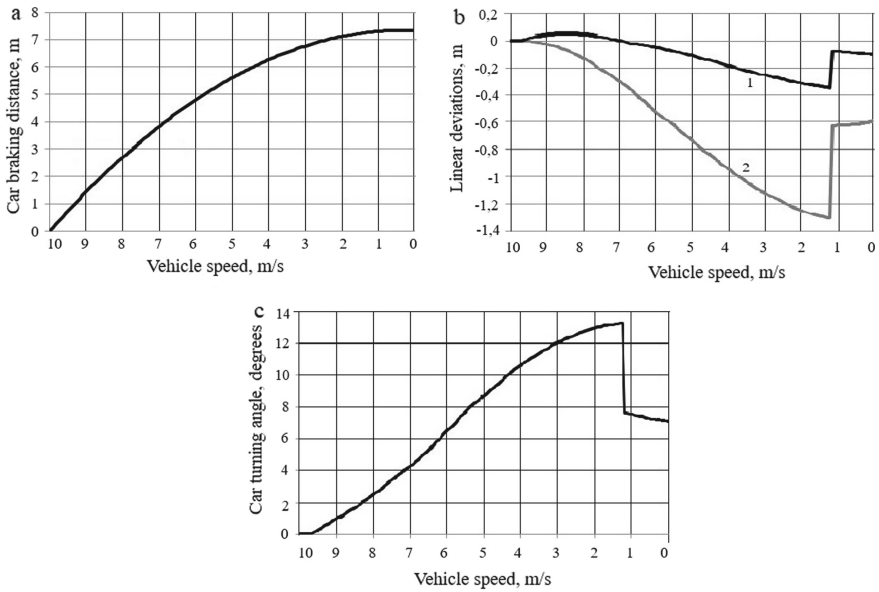 a
Car braking distance, m
8
7
6
5
4
3
2
1
0
10 9 8 7 6 5 4 3 2 1 0
Vehicle speed, m/s
b
Linear deviations, m
0,2
0
-0,2
-0,4
-0,6
-0,8
-1
-1,2
-1,4
1
2
10 9 8 7 6 5 4 3 2 1 0
Vehicle speed, m/s
c
Car turning angle, degrees
14
12
10
8
6
4
2
0
10 9 8 7 6 5 4 3 2 1 0
Vehicle speed, m/s